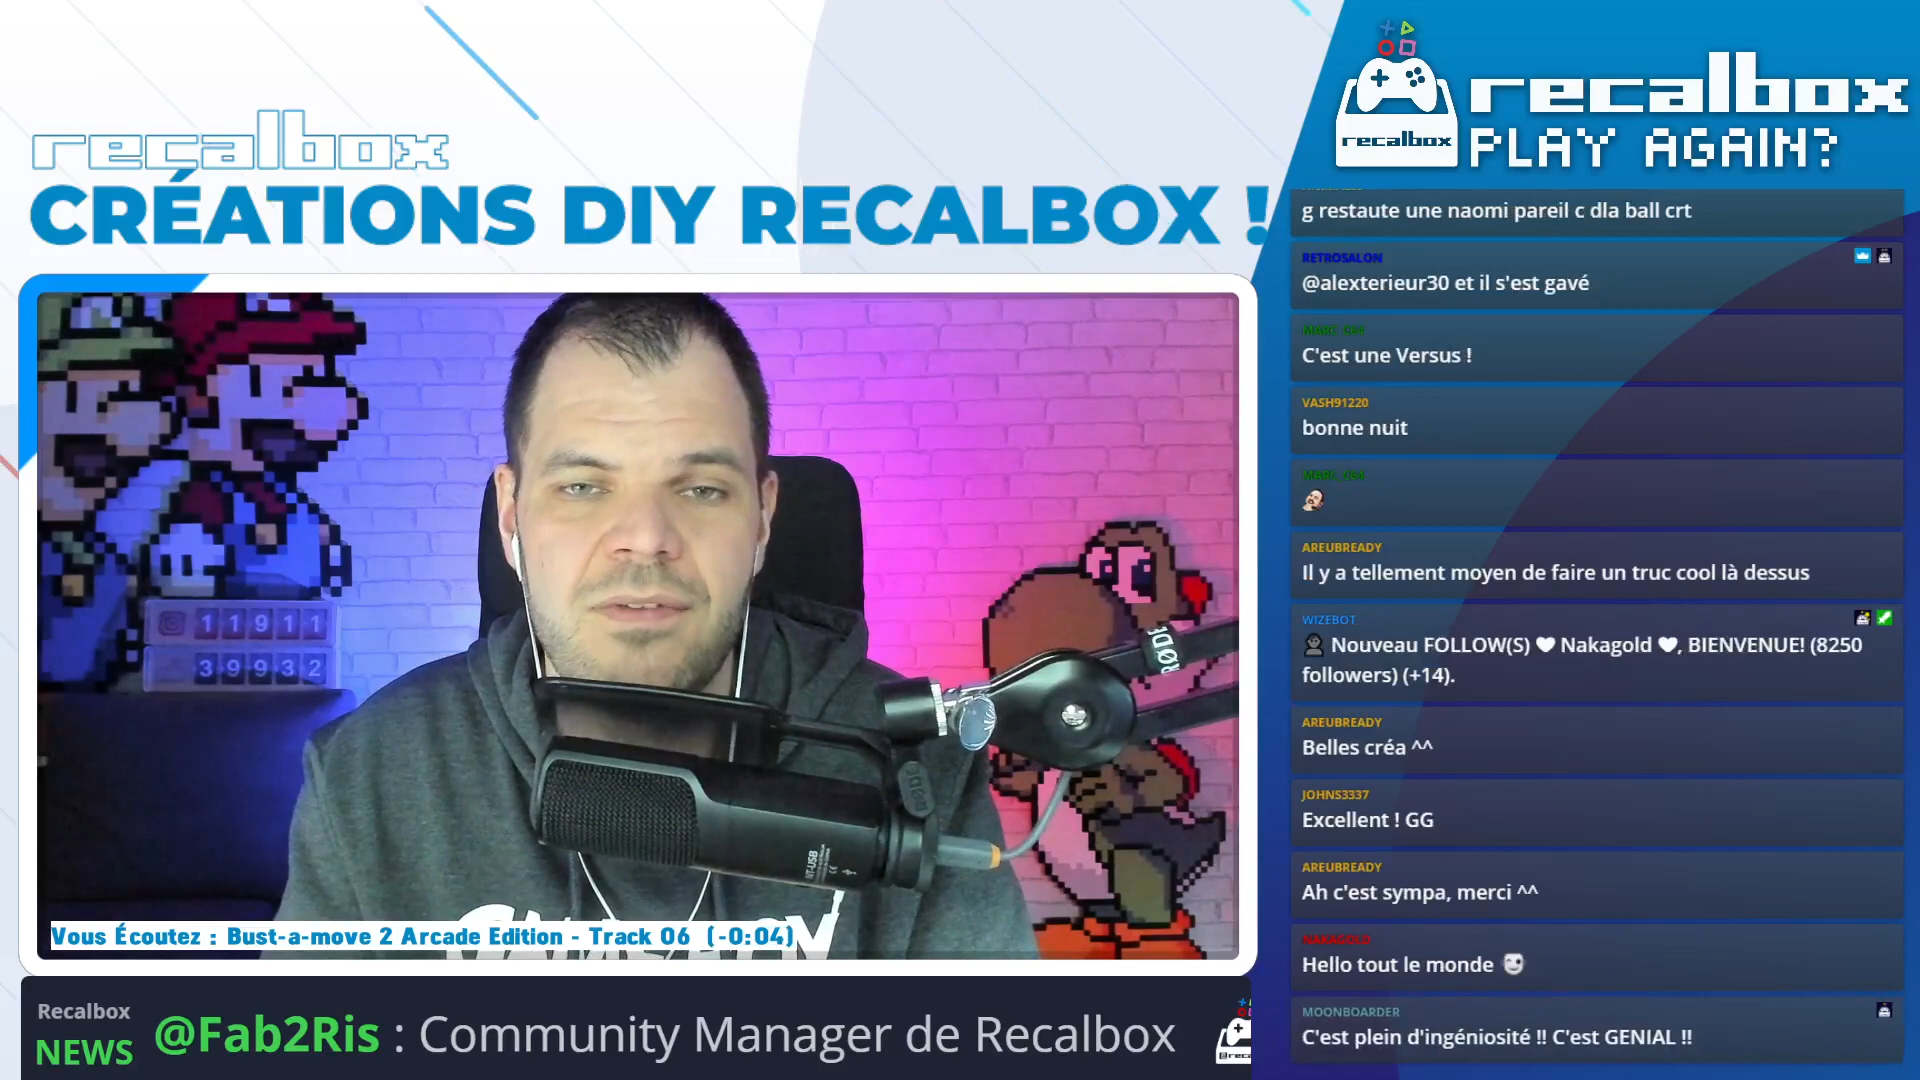 recalbox
CRÉATIONS DIY RECALBOX !
recalbox
recalbox
PLAY AGAIN?
g restaute une naomi pareil c dla ball crt
RETROSALON
@alexterieur30 et il s'est gavé
C'est une Versus !
VASH91220
bonne nuit
AREUBREADY
Il y a tellement moyen de faire un truc cool là dessus
WIZEBOT
Nouveau FOLLOW(S) ♥ Nakagold ♥, BIENVENUE! (8250
followers) (+14).
AREUBREADY
Belles créa ^^
JOHNS3337
Excellent ! GG
AREUBREADY
Ah c'est sympa, merci ^^
NAKAGOLD
Hello tout le monde
MOONBOARDER
C'est plein d'ingéniosité !! C'est GENIAL !!
11911
39932
RØDE
NT-USB
Vous Écoutez : Bust-a-move 2 Arcade Edition - Track 06 (-0:04)
Recalbox
NEWS
@Fab2Ris : Community Manager de Recalbox